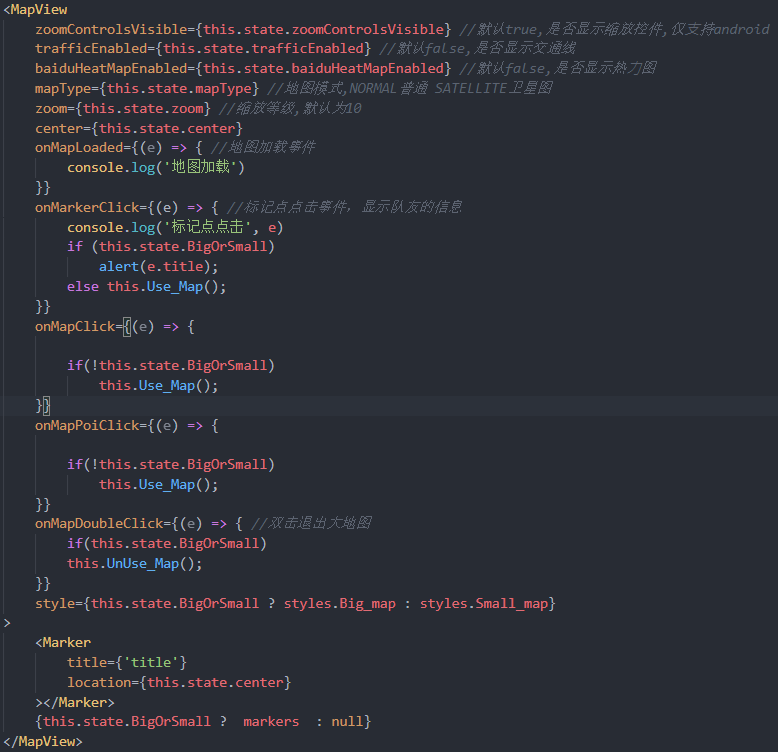 <MapView
zoomControlsVisible={this.state.zoomControlsVisible} //默认true,是否显示缩放控件,仅支持android
trafficEnabled={this.state.trafficEnabled} //默认false,是否显示交通线
baiduHeatMapEnabled={this.state.baiduHeatMapEnabled} //默认false,是否显示热力图
mapType={this.state.mapType} //地图模式,NORMAL普通 SATELLITE卫星图
zoom={this.state.zoom} //缩放等级,默认为10
center={this.state.center}
onMapLoaded={(e) => { //地图加载事件
console.log('地图加载')
}}
onMarkerClick={(e) => { //标记点点击事件，显示队友的信息
console.log('标记点点击', e)
if (this.state.BigOrSmall)
alert(e.title);
else this.Use_Map();
}}
onMapClick={(e) => {
if(!this.state.BigOrSmall)
this.Use_Map();
}}
onMapPoiClick={(e) => {
if(!this.state.BigOrSmall)
this.Use_Map();
}}
onMapDoubleClick={(e) => { //双击退出大地图
if(this.state.BigOrSmall)
this.UnUse_Map();
}}
style={this.state.BigOrSmall ? styles.Big_map : styles.Small_map}
>
<Marker
title={'title'}
location={this.state.center}
></Marker>
{this.state.BigOrSmall ?  markers  : null}
</MapView>